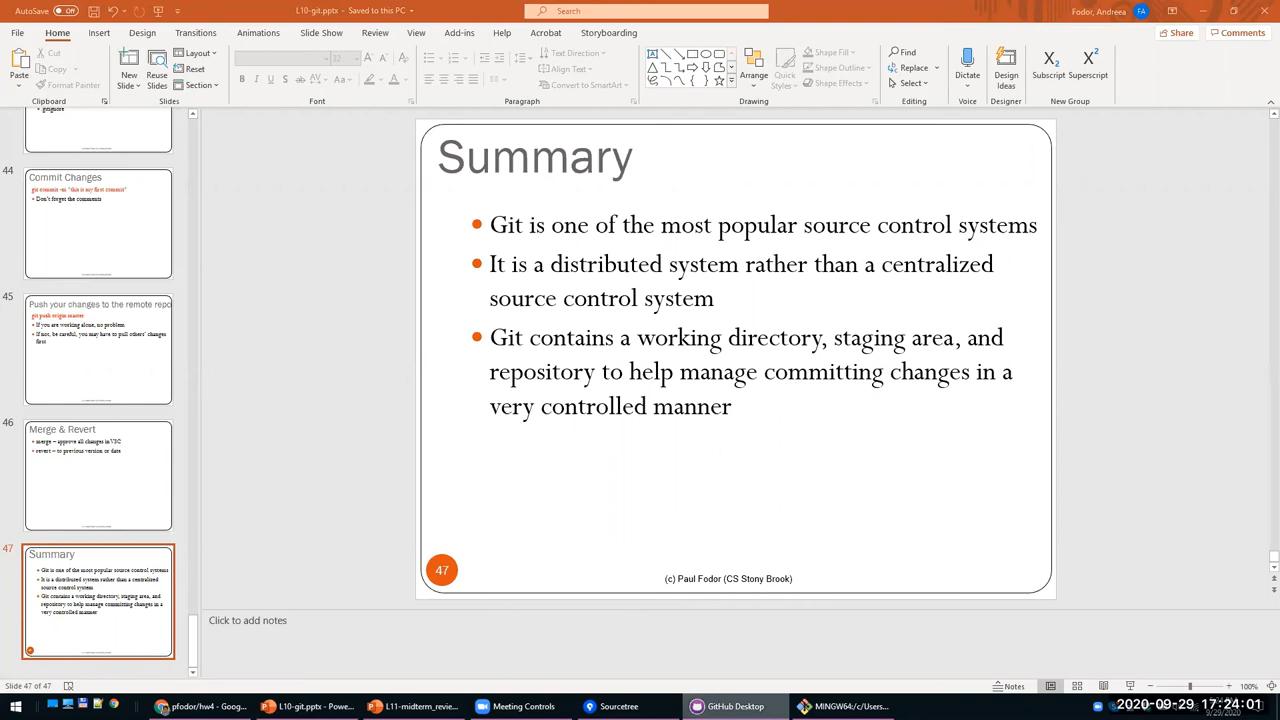 AutoSave Off L10-git.pptx - Saved to this PC Search Fodor, Andreea FA
File Home Insert Design Transitions Animations Slide Show Review View Add-ins Help Acrobat Storyboarding Share Comments
Paste Cut Copy Format Painter New Slide Reuse Slides Layout Reset Section 32 Text Direction Align Text Convert to SmartArt Arrange Quick Styles Shape Fill Shape Outline Shape Effects Find Replace Select Dictate Design Ideas Subscript Superscript
Clipboard Slides Font Paragraph Drawing Editing Voice Designer New Group
44
Commit Changes
git commit -m "this is my first commit"
Don't forget the comments
45
Push your changes to the remote repo
git push origin master
If you are working alone, no problem
If not, be careful, you may have to pull others' changes
first
46
Merge & Revert
merge – approve all changes in VSC
revert – to previous version or date
47
Summary
Git is one of the most popular source control systems
It is a distributed system rather than a centralized
source control system
Git contains a working directory, staging area, and
repository to help manage committing changes in a
very controlled manner
Summary
Git is one of the most popular source control systems
It is a distributed system rather than a centralized
source control system
Git contains a working directory, staging area, and
repository to help manage committing changes in a
very controlled manner
47
(c) Paul Fodor (CS Stony Brook)
Click to add notes
Slide 47 of 47 Notes 100%
pfodor/hw4 - Goog... L10-git.pptx - Powe... L11-midterm_revie... Meeting Controls Sourcetree GitHub Desktop MINGW64:/c/Users...
2020-09-29 17:24:01
9/29/2020